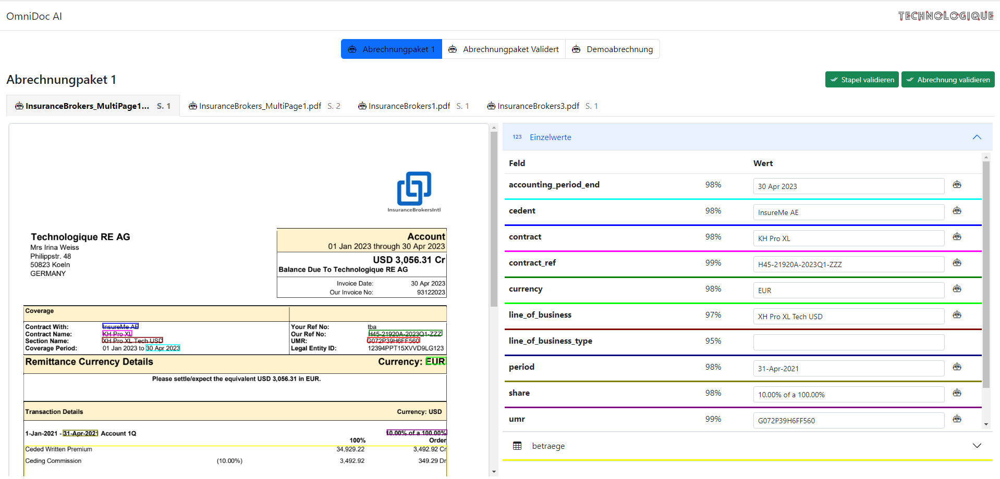 OmniDoc AI
TECHNOLOGIQUE
Abrechnungpaket 1
Abrechnungpaket Validert
Demoabrechnung
Abrechnungpaket 1
Stapel validieren
Abrechnung validieren
InsuranceBrokers_MultiPage1... S. 1
InsuranceBrokers_MultiPage1.pdf S. 2
InsuranceBrokers1.pdf S. 1
InsuranceBrokers3.pdf S. 1
InsuranceBrokersIntl
Technologique RE AG
Mrs Irina Weiss
Philippstr. 48
50823 Koeln
GERMANY
Account
01 Jan 2023 through 30 Apr 2023
USD 3,056.31 Cr
Balance Due To Technologique RE AG
Invoice Date: 30 Apr 2023
Our Invoice No: 93122023
Coverage
Contract With: InsureMe AE
Contract Name: KH Pro XL
Section Name: XH Pro XL Tech USD
Coverage Period: 01 Jan 2023 to 30 Apr 2023
Your Ref No: tba
Our Ref No: H45-21920A-2023Q1-ZZZ
UMR: G072P39H6FF560
Legal Entity ID: 12394PPT15XVVD9LG123
Remittance Currency Details Currency: EUR
Please settle/expect the equivalent USD 3,056.31 in EUR.
Transaction Details Currency: USD
1-Jan-2021 - 31-Apr-2021 Account 1Q 10.00% of a 100.00%
100% Order
Ceded Written Premium 34,929.22 3,492.92 Cr
Ceding Commission (10.00%) 3,492.92 349.29 Dr
123 Einzelwerte
Feld Wert
accounting_period_end 98% 30 Apr 2023
cedent 98% InsureMe AE
contract 98% KH Pro XL
contract_ref 99% H45-21920A-2023Q1-ZZZ
currency 98% EUR
line_of_business 97% XH Pro XL Tech USD
line_of_business_type 95%
period 98% 31-Apr-2021
share 98% 10.00% of a 100.00%
umr 99% G072P39H6FF560
betraege